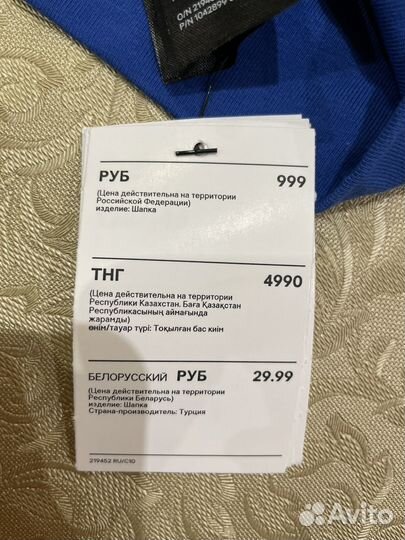 O/N 2194
P/N 1042899
РУБ 999
(Цена действительна на территории
Российской Федерации)
изделие: Шапка
ТНГ 4990
(Цена действительна на территории
Республики Казахстан. Баға Қазақстан
Республикасының аймағында
жарамды)
өнім/тауар түрі: Тоқылған бас киім
БЕЛОРУССКИЙ РУБ 29.99
(Цена действительна на территории
Республики Беларусь)
изделие: Шапка
Страна-производитель: Турция
219452 RU/C10
Avito